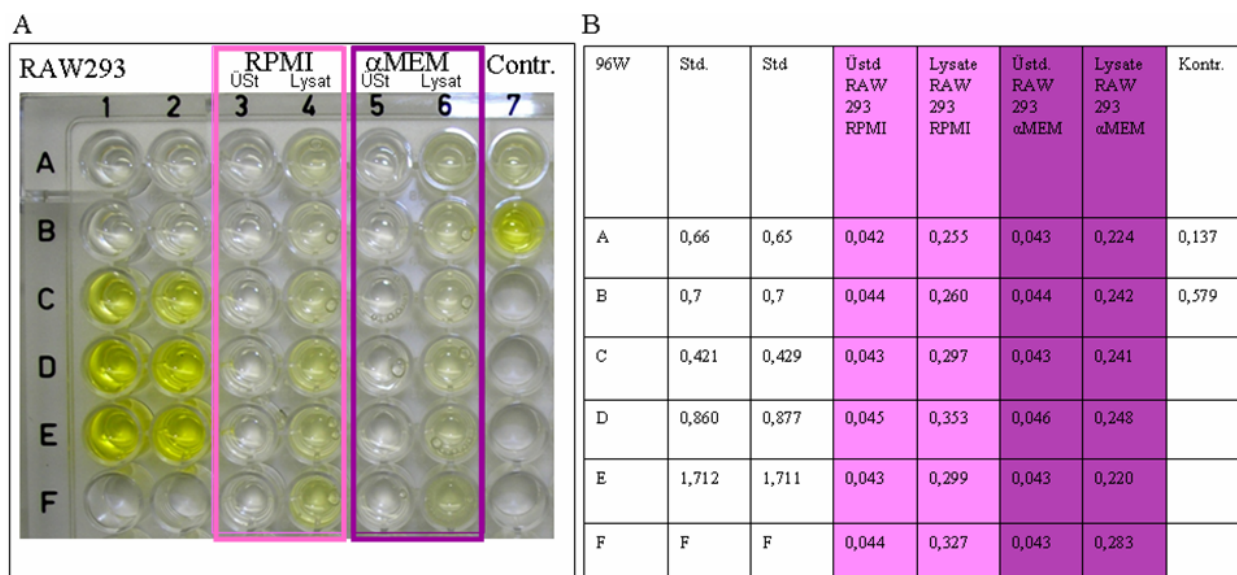 A
RAW293 RPMI αMEM Contr.
ÜSt Lysat ÜSt Lysat
1 2 3 4 5 6 7
A
B
C
D
E
F
B
96W Std. Std Üstd RAW 293 RPMI Lysate RAW 293 RPMI Üstd. RAW 293 αMEM Lysate RAW 293 αMEM Kontr.
A 0,66 0,65 0,042 0,255 0,043 0,224 0,137
B 0,7 0,7 0,044 0,260 0,044 0,242 0,579
C 0,421 0,429 0,043 0,297 0,043 0,241
D 0,860 0,877 0,045 0,353 0,046 0,248
E 1,712 1,711 0,043 0,299 0,043 0,220
F F F 0,044 0,327 0,043 0,283